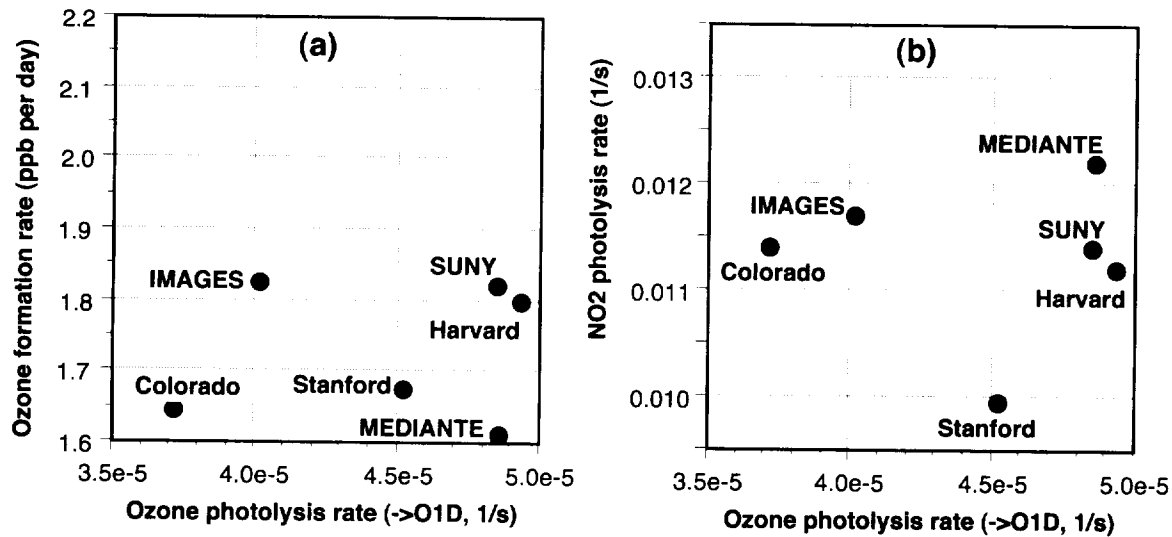 (a)
Ozone formation rate (ppb per day)
2.2
2.1
2.0
1.9
1.8
1.7
1.6
IMAGES
SUNY
Harvard
Colorado
Stanford
MEDIANTE
3.5e-5 4.0e-5 4.5e-5 5.0e-5
Ozone photolysis rate (->O1D, 1/s)
(b)
NO2 photolysis rate (1/s)
0.013
0.012
0.011
0.010
MEDIANTE
IMAGES
SUNY
Colorado
Harvard
Stanford
3.5e-5 4.0e-5 4.5e-5 5.0e-5
Ozone photolysis rate (->O1D, 1/s)